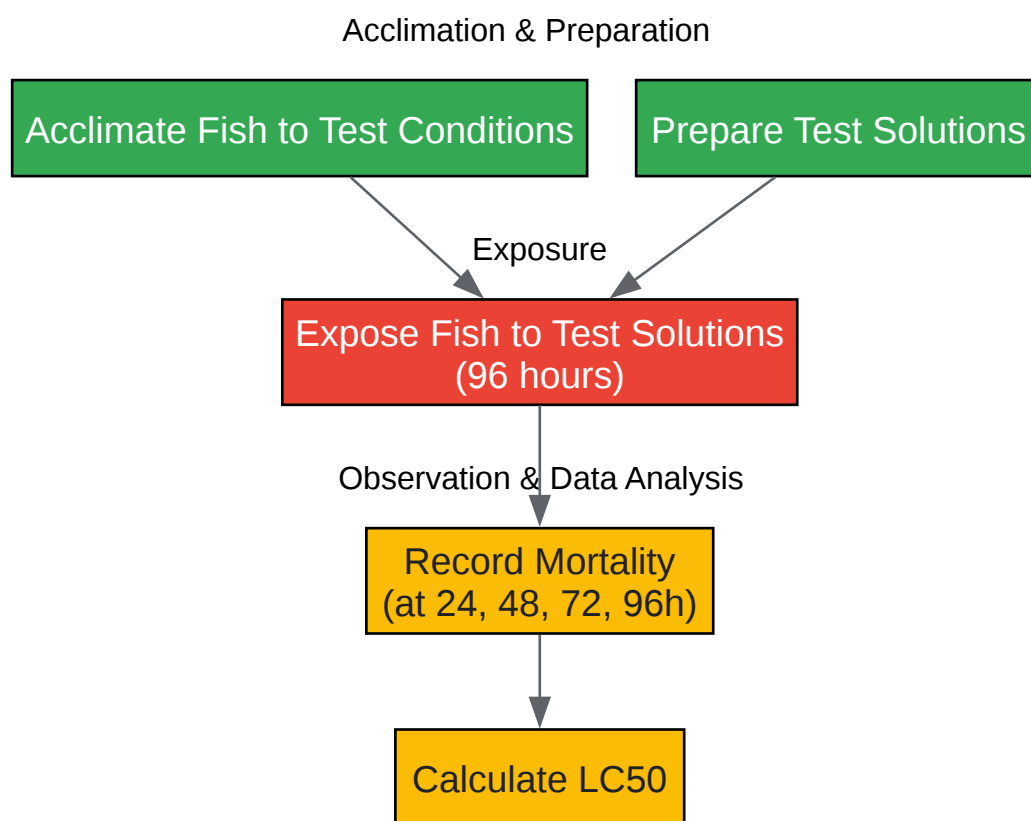 Acclimation & Preparation
Acclimate Fish to Test Conditions
Prepare Test Solutions
Exposure
Expose Fish to Test Solutions
(96 hours)
Observation & Data Analysis
Record Mortality
(at 24, 48, 72, 96h)
Calculate LC50